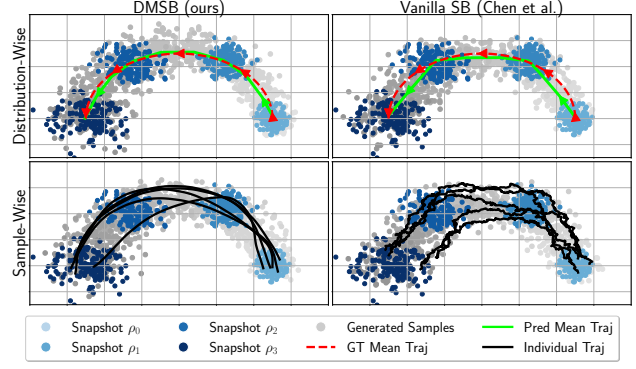 DMSB (ours)
Vanilla SB (Chen et al.)
Distribution-Wise
Sample-Wise
Snapshot ρ₀
Snapshot ρ₂
Generated Samples
Pred Mean Traj
Snapshot ρ₁
Snapshot ρ₃
GT Mean Traj
Individual Traj